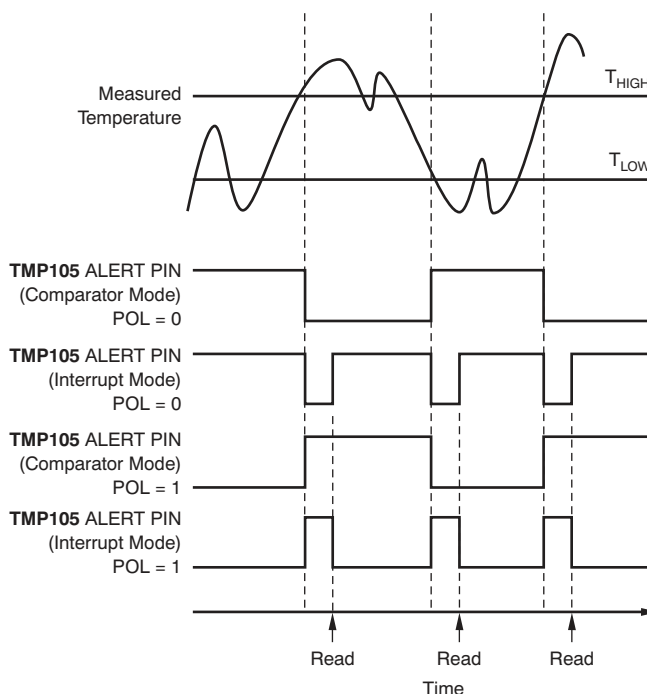 T_HIGH
Measured
Temperature
T_LOW
TMP105 ALERT PIN
(Comparator Mode)
POL = 0
TMP105 ALERT PIN
(Interrupt Mode)
POL = 0
TMP105 ALERT PIN
(Comparator Mode)
POL = 1
TMP105 ALERT PIN
(Interrupt Mode)
POL = 1
Read Read Read
Time